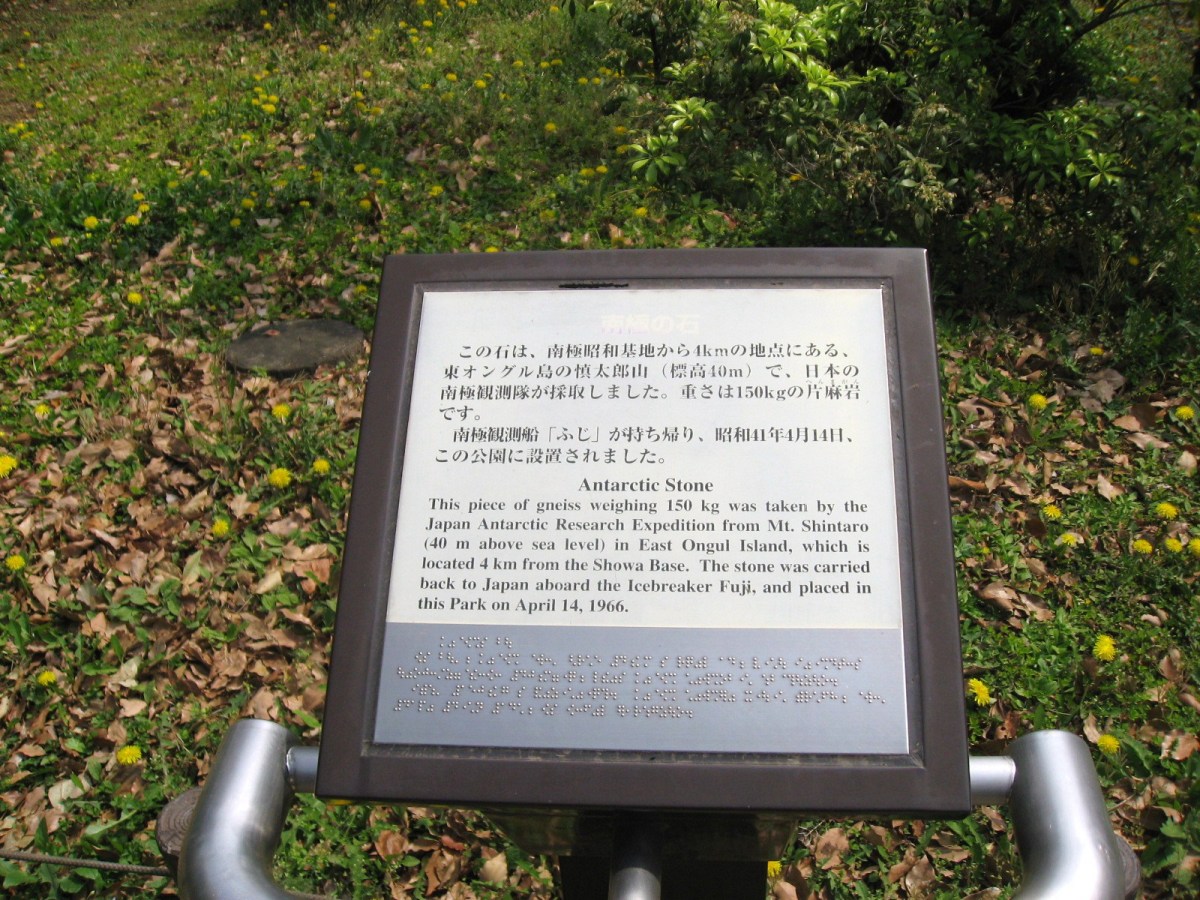 南極の石
この石は、南極昭和基地から4kmの地点にある、
東オングル島の慎太郎山（標高40m）で、日本の
南極観測隊が採取しました。重さは150kgの片麻岩
です。
南極観測船「ふじ」が持ち帰り、昭和41年4月14日、
この公園に設置されました。
Antarctic Stone
This piece of gneiss weighing 150 kg was taken by the
Japan Antarctic Research Expedition from Mt. Shintaro
(40 m above sea level) in East Ongul Island, which is
located 4 km from the Showa Base. The stone was carried
back to Japan aboard the Icebreaker Fuji, and placed in
this Park on April 14, 1966.